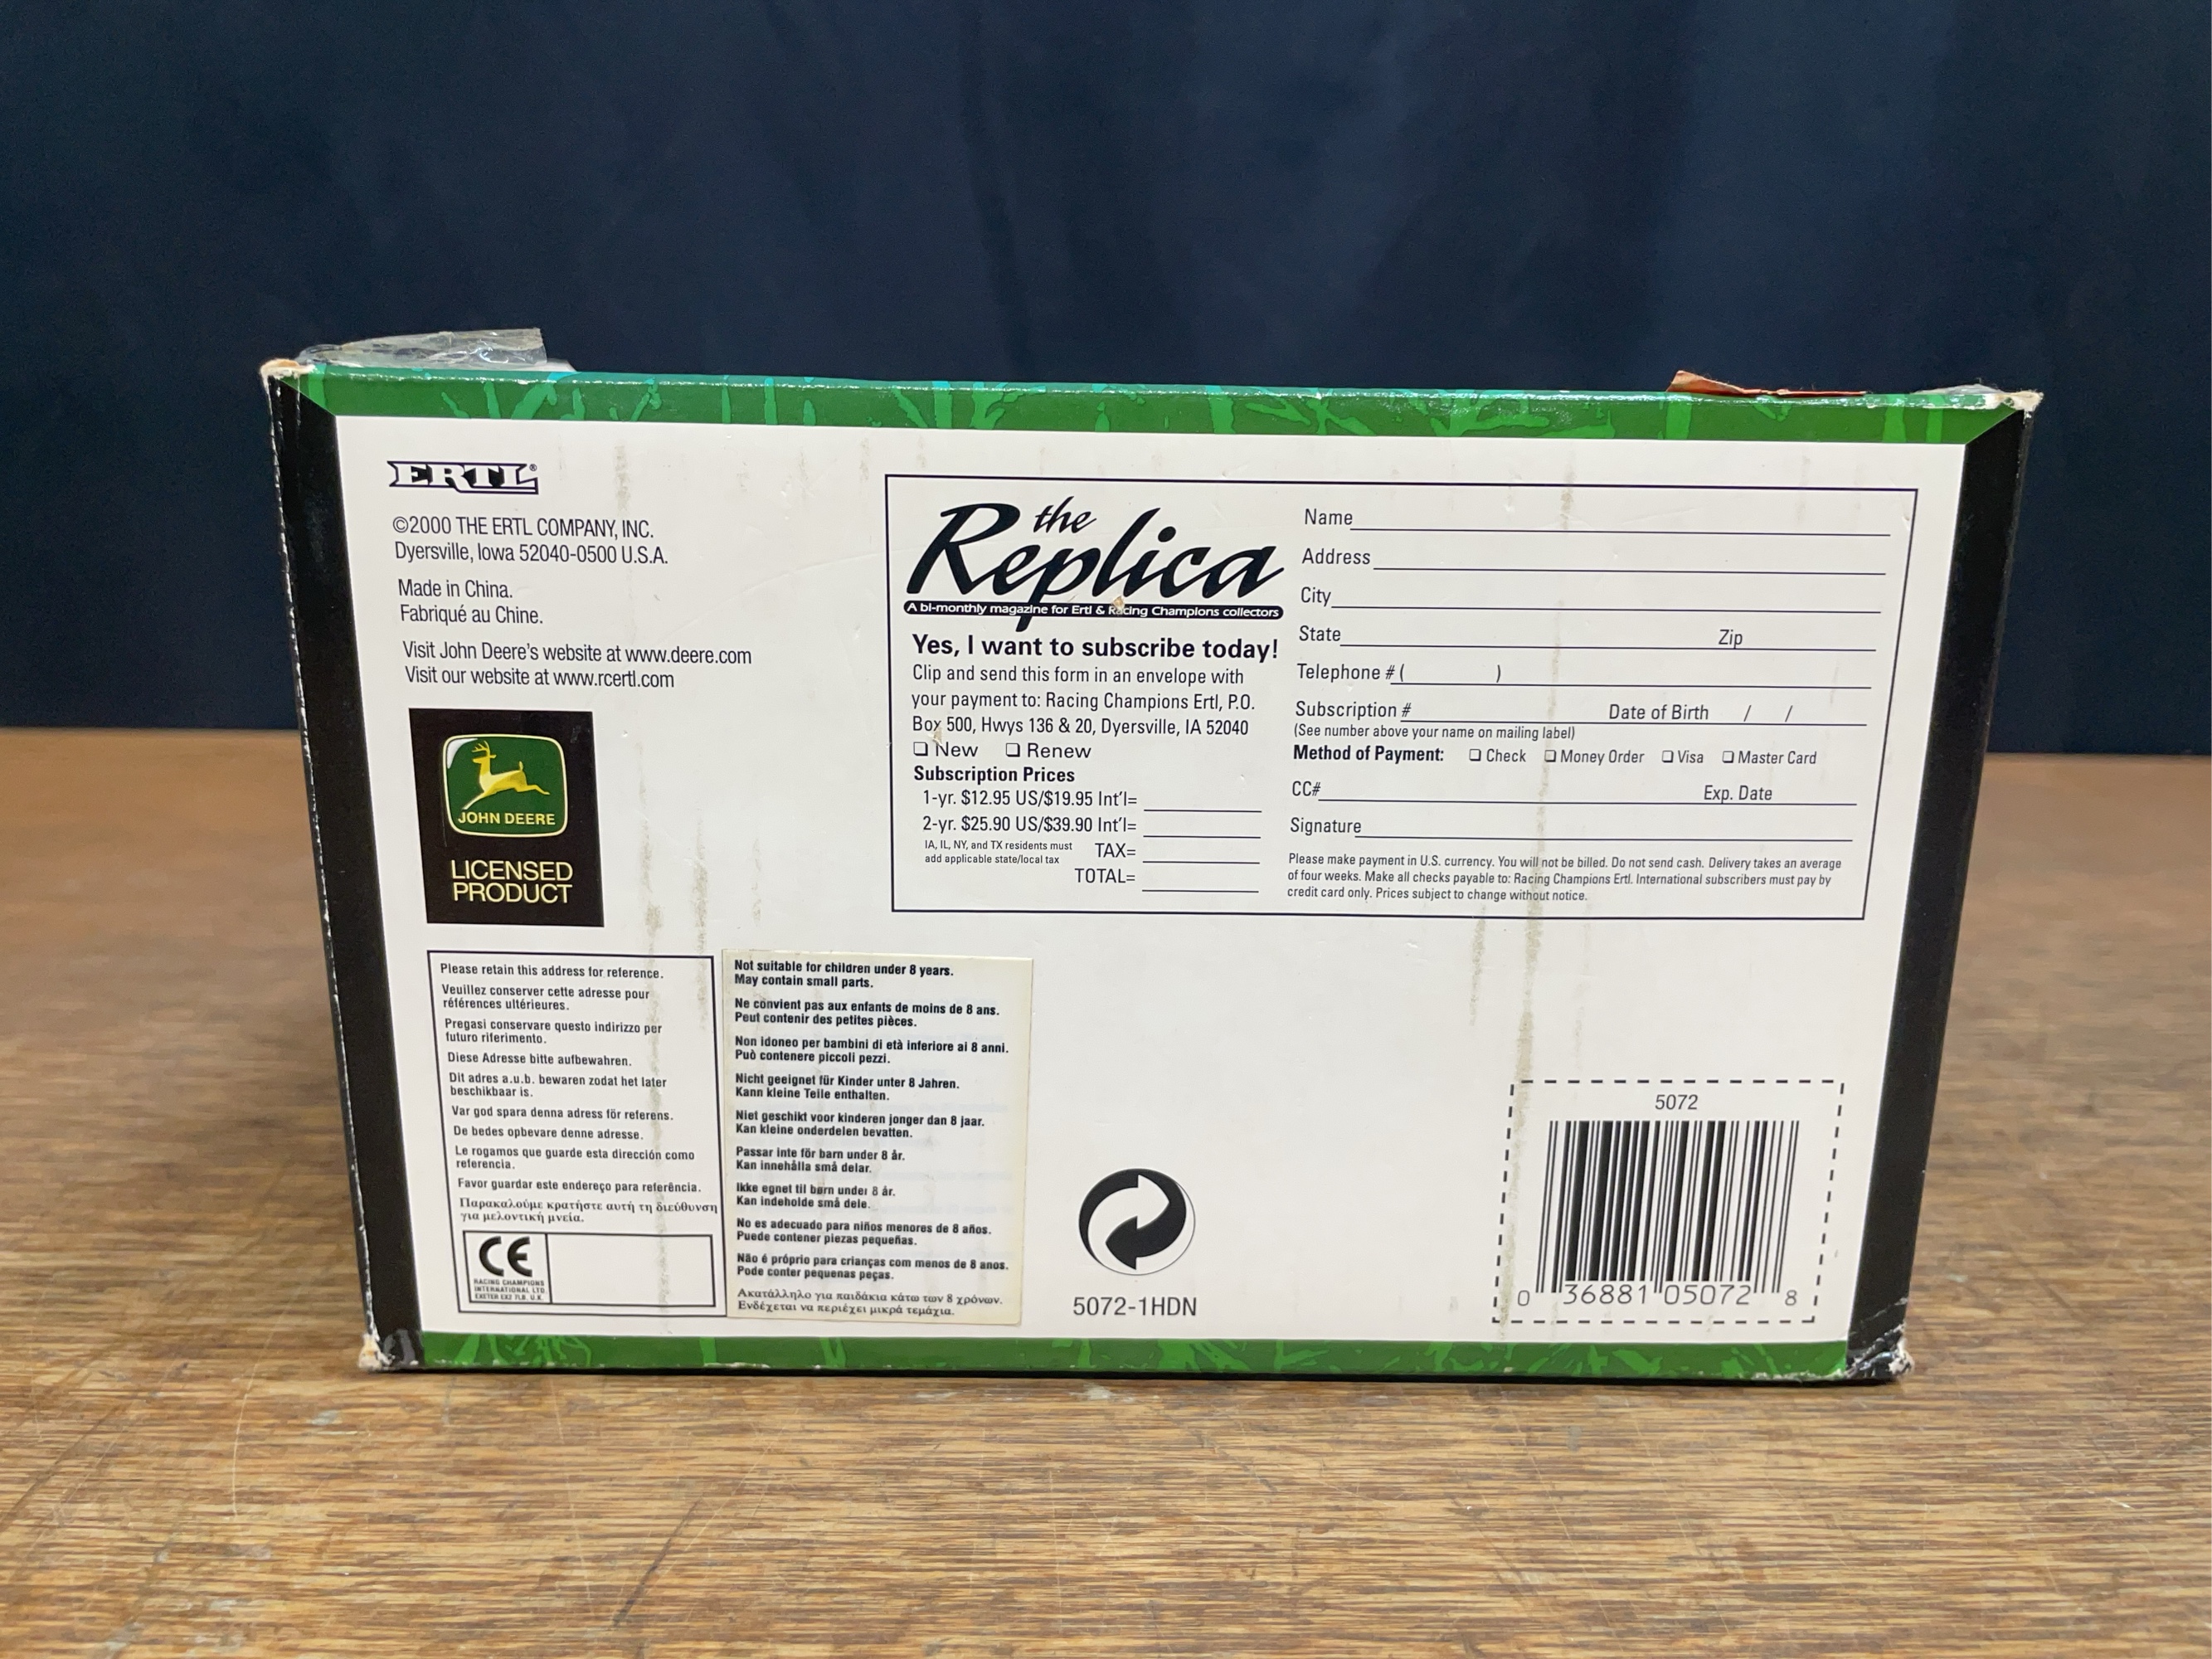 ERTL®
©2000 THE ERTL COMPANY, INC.
Dyersville, Iowa 52040-0500 U.S.A.
Made in China.
Fabriqué au Chine.
Visit John Deere's website at www.deere.com
Visit our website at www.rcertl.com
JOHN DEERE
LICENSED
PRODUCT
the
Replica
A bi-monthly magazine for Ertl & Racing Champions collectors
Yes, I want to subscribe today!
Clip and send this form in an envelope with
your payment to: Racing Champions Ertl, P.O.
Box 500, Hwys 136 & 20, Dyersville, IA 52040
❏ New ❏ Renew
Subscription Prices
1-yr. $12.95 US/$19.95 Int'l=
2-yr. $25.90 US/$39.90 Int'l=
IA, IL, NY, and TX residents must
add applicable state/local tax
TAX=
TOTAL=
Name
Address
City
State Zip
Telephone # ( )
Subscription # Date of Birth / /
(See number above your name on mailing label)
Method of Payment: ❏ Check ❏ Money Order ❏ Visa ❏ Master Card
CC# Exp. Date
Signature
Please make payment in U.S. currency. You will not be billed. Do not send cash. Delivery takes an average
of four weeks. Make all checks payable to: Racing Champions Ertl. International subscribers must pay by
credit card only. Prices subject to change without notice.
Please retain this address for reference.
Veuillez conserver cette adresse pour
références ultérieures.
Pregasi conservare questo indirizzo per
futuro riferimento.
Diese Adresse bitte aufbewahren.
Dit adres a.u.b. bewaren zodat het later
beschikbaar is.
Var god spara denna adress för referens.
De bedes opbevare denne adresse.
Le rogamos que guarde esta dirección como
referencia.
Favor guardar este endereço para referência.
Παρακαλούμε κρατήστε αυτή τη διεύθυνση
για μελοντική μνεία.
CE
RACING CHAMPIONS
INTERNATIONAL LTD.
EXETER EX2 7LB. U.K.
Not suitable for children under 8 years.
May contain small parts.
Ne convient pas aux enfants de moins de 8 ans.
Peut contenir des petites pièces.
Non idoneo per bambini di età inferiore ai 8 anni.
Può contenere piccoli pezzi.
Nicht geeignet für Kinder unter 8 Jahren.
Kann kleine Teile enthalten.
Niet geschikt voor kinderen jonger dan 8 jaar.
Kan kleine onderdelen bevatten.
Passar inte för barn under 8 år.
Kan innehålla små delar.
Ikke egnet til børn under 8 år.
Kan indeholde små dele.
No es adecuado para niños menores de 8 años.
Puede contener piezas pequeñas.
Não é próprio para crianças com menos de 8 anos.
Pode conter pequenas peças.
Ακατάλληλο για παιδάκια κάτω των 8 χρόνων.
Ενδέχεται να περιέχει μικρά τεμάχια.
5072-1HDN
5072
0 36881 05072 8